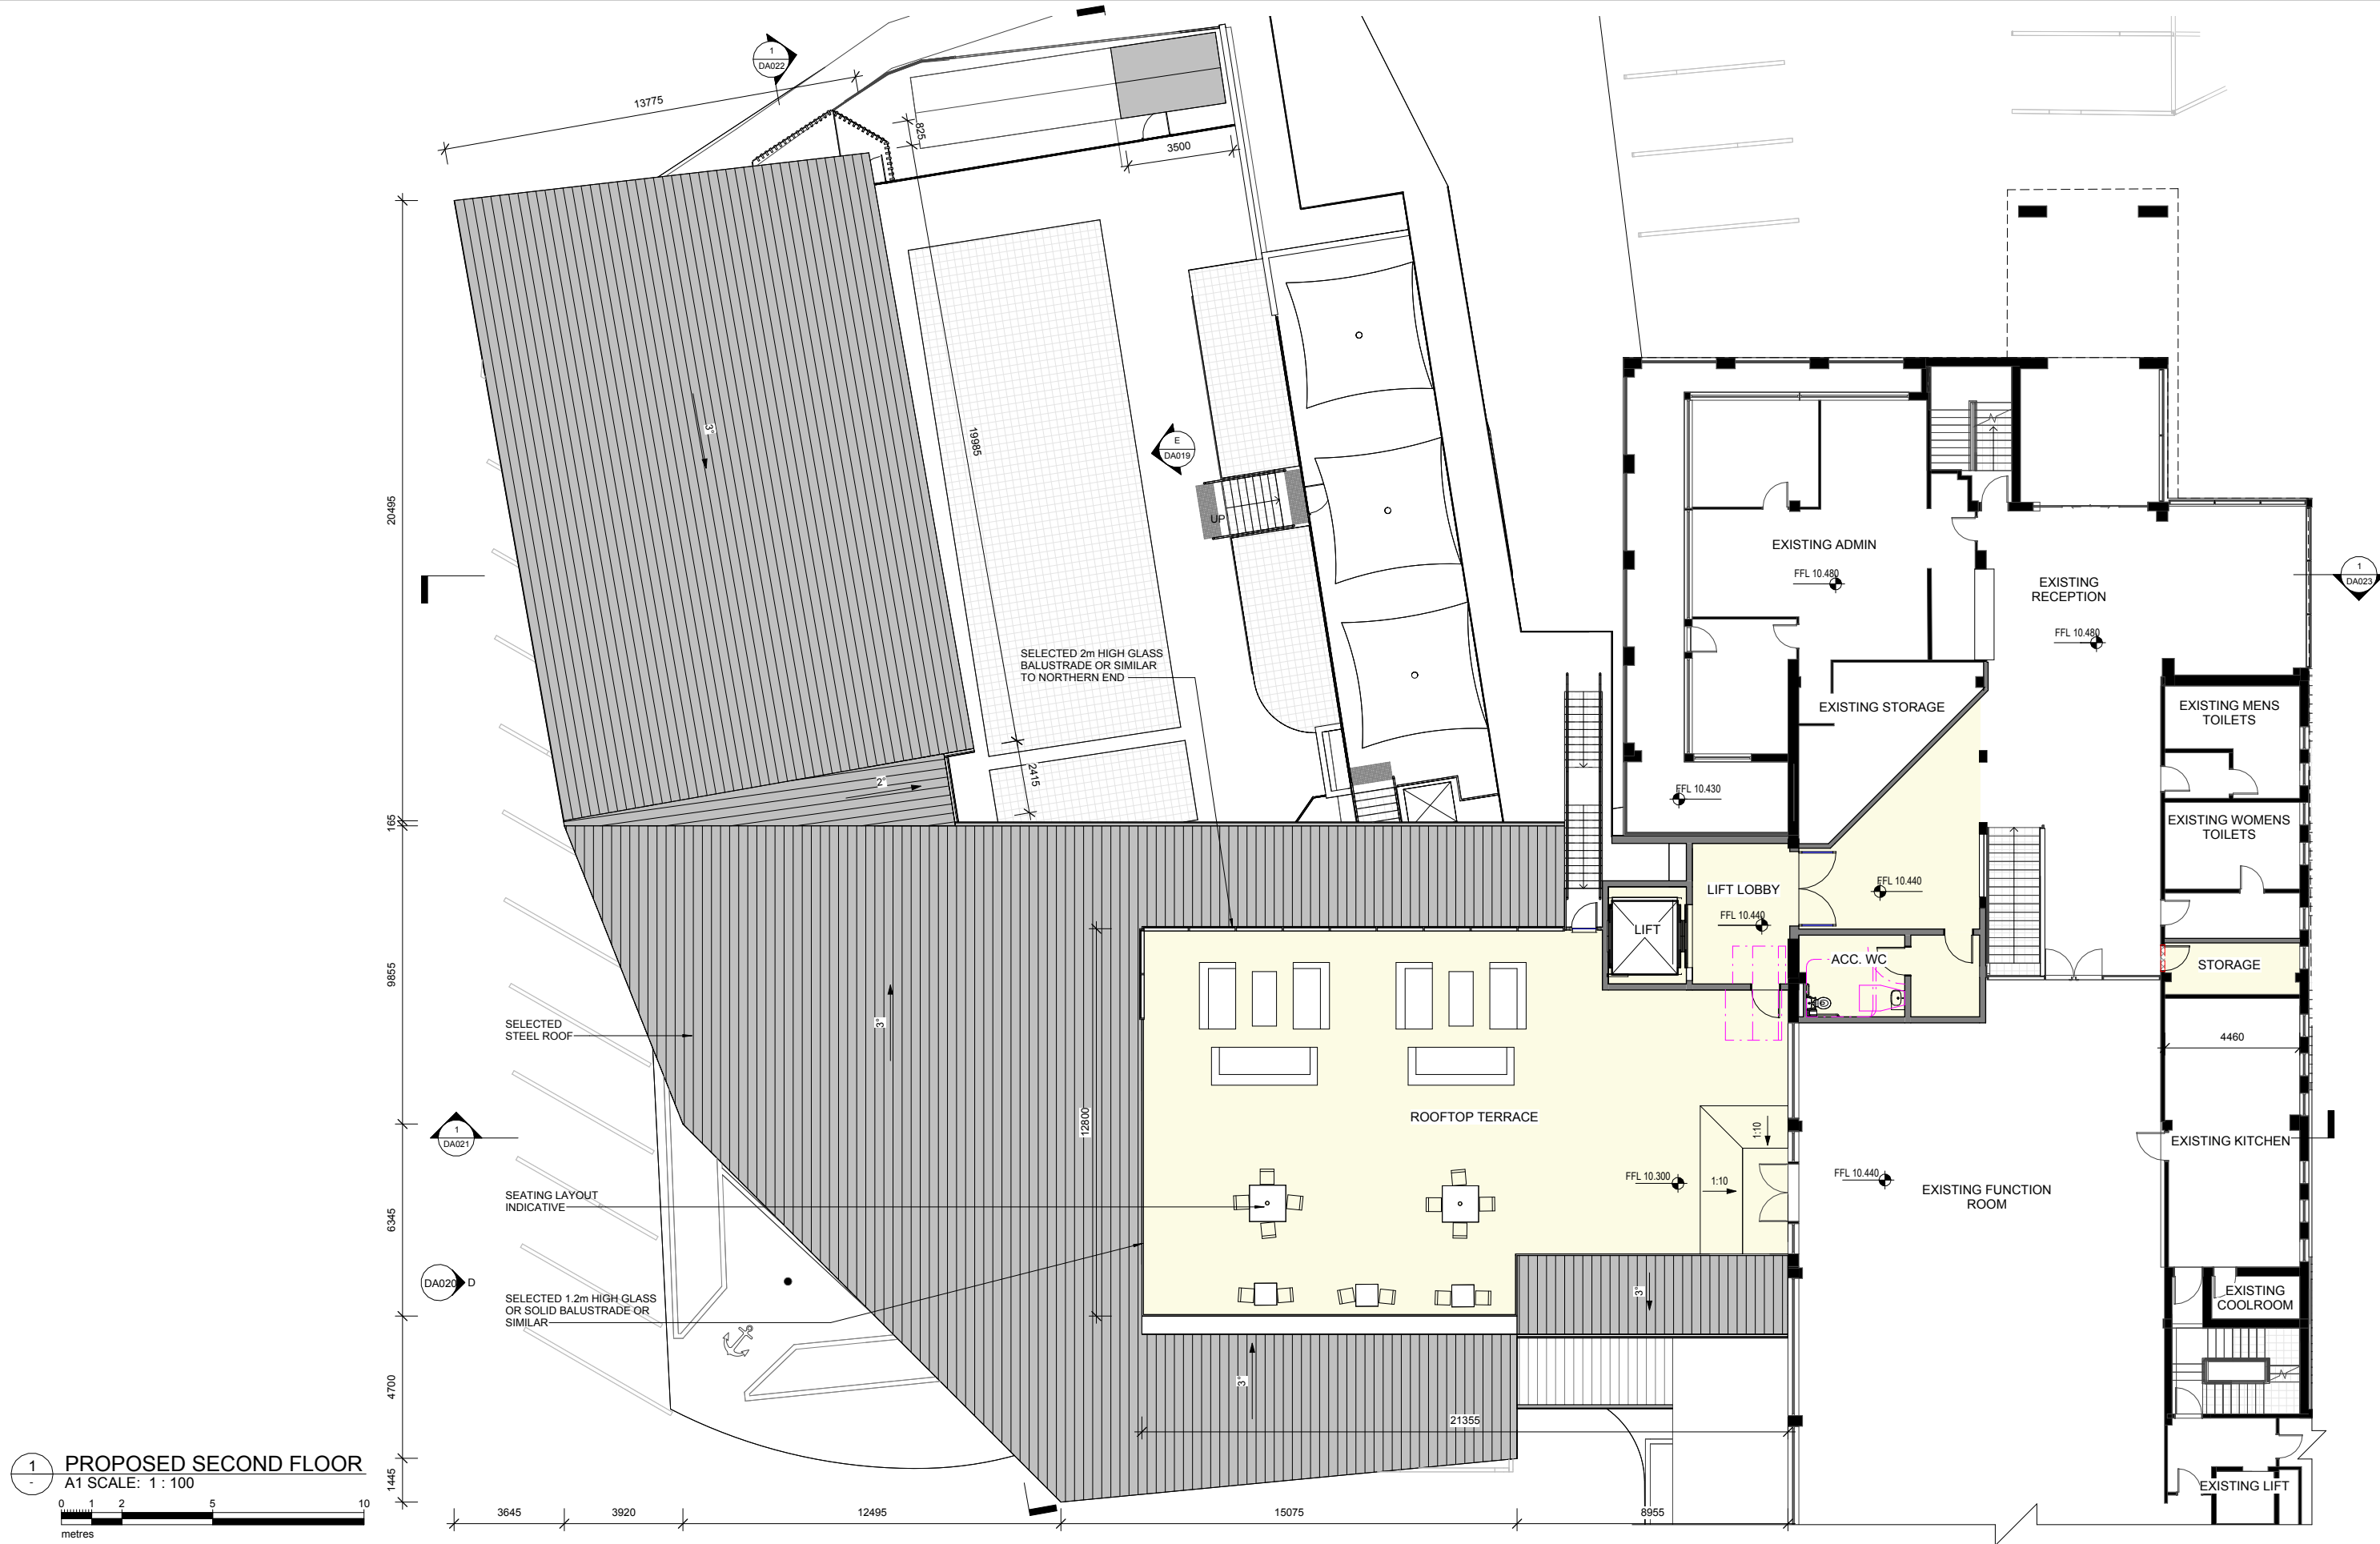 1
DA022
13775
825
3500
19985
3°
20495
E
DA019
UP
EXISTING ADMIN
FFL 10.480
EXISTING
RECEPTION
FFL 10.480
1
DA023
SELECTED 2m HIGH GLASS
BALUSTRADE OR SIMILAR
TO NORTHERN END
EXISTING STORAGE
EXISTING MENS
TOILETS
2415
2°
FFL 10.430
165
EXISTING WOMENS
TOILETS
LIFT LOBBY
FFL 10.440
FFL 10.440
LIFT
ACC. WC
STORAGE
9855
SELECTED
STEEL ROOF
3°
4460
12800
ROOFTOP TERRACE
1:10
1
DA021
EXISTING KITCHEN
FFL 10.300
1:10
FFL 10.440
EXISTING FUNCTION
ROOM
SEATING LAYOUT
INDICATIVE
6345
DA020
D
SELECTED 1.2m HIGH GLASS
OR SOLID BALUSTRADE OR
SIMILAR
3°
EXISTING
COOLROOM
3°
4700
21355
1445
EXISTING LIFT
1
-
PROPOSED SECOND FLOOR
A1 SCALE: 1 : 100
0 1 2 5 10
metres
3645 3920 12495 15075 8955